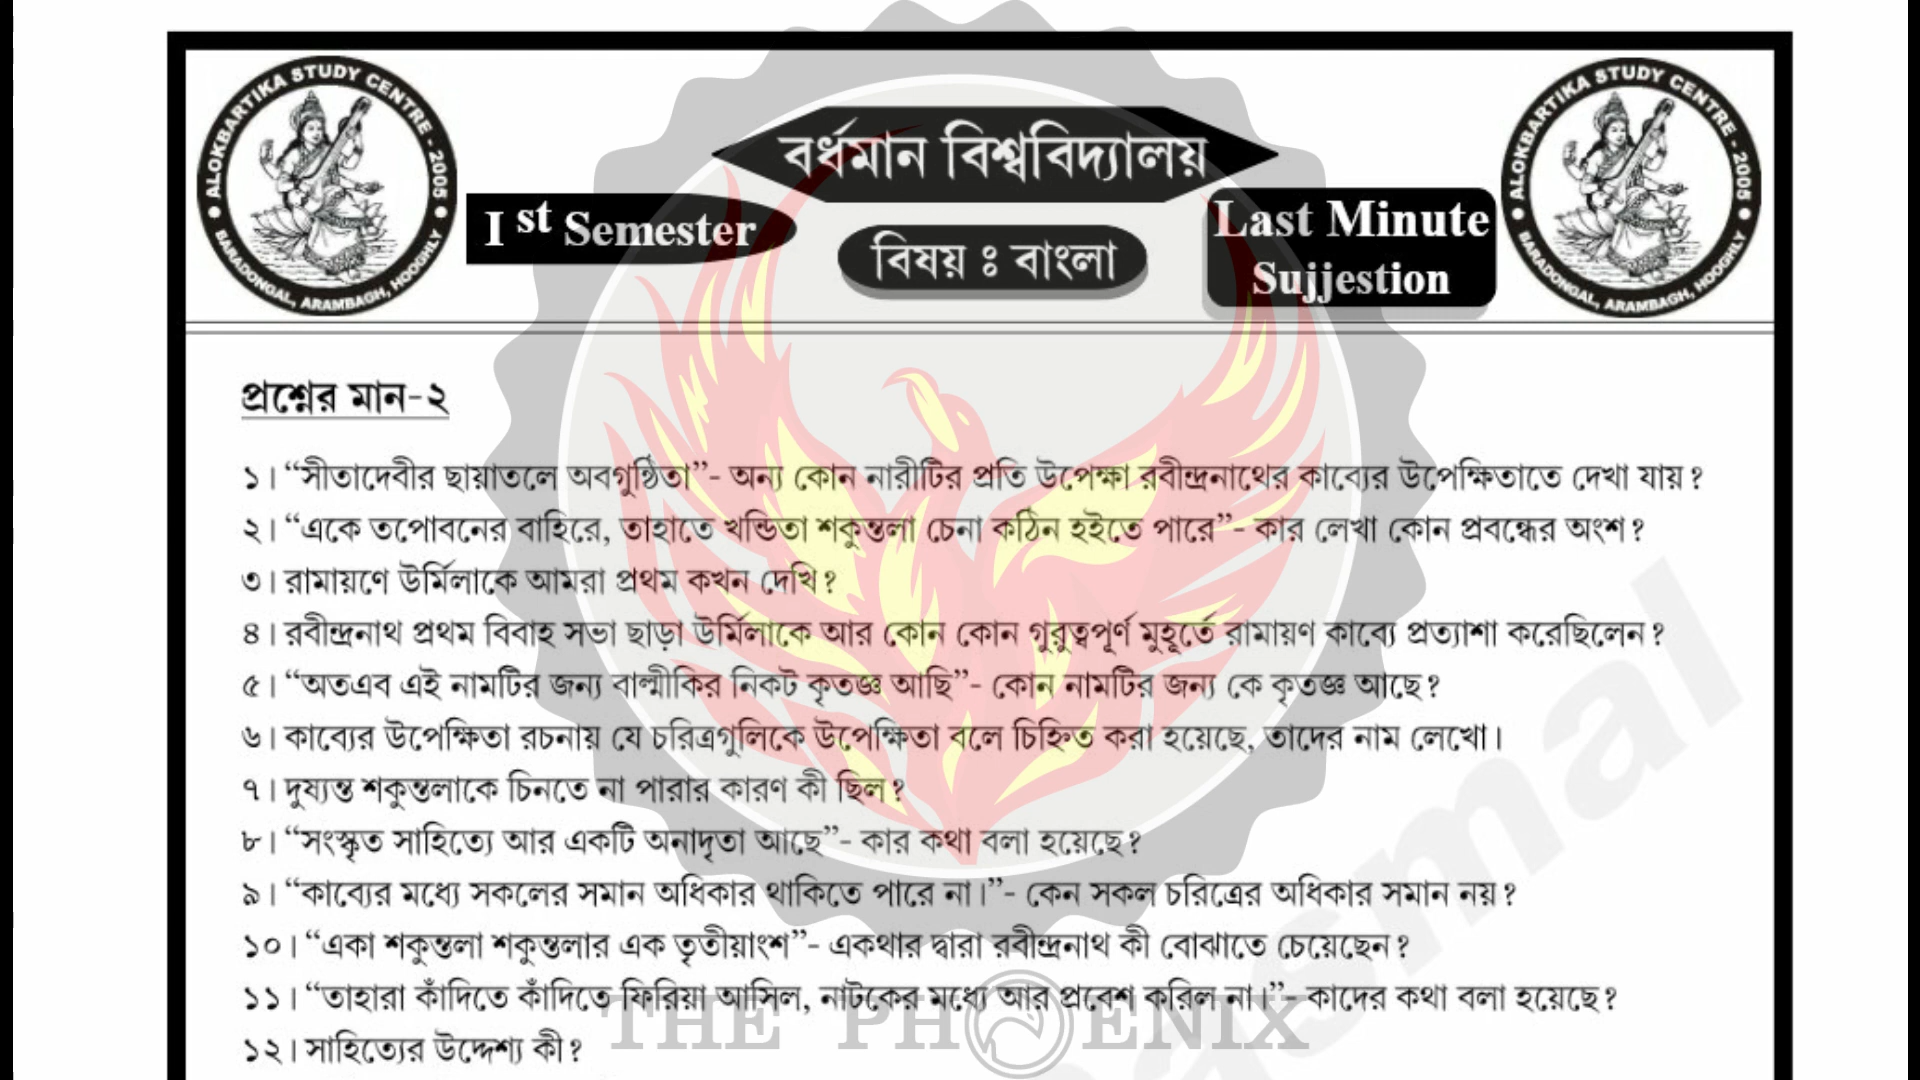 ALOKBARTIKA STUDY CENTRE - 2005
BARADONGAL, ARAMBAGH, HOOGHLY
বর্ধমান বিশ্ববিদ্যালয়
ALOKBARTIKA STUDY CENTRE - 2005
BARADONGAL, ARAMBAGH, HOOGHLY
I st Semester
বিষয় ঃ বাংলা
Last Minute
Sujjestion
প্রশ্নের মান-২
১। “সীতাদেবীর ছায়াতলে অবগুণ্ঠিতা”- অন্য কোন নারীটির প্রতি উপেক্ষা রবীন্দ্রনাথের কাব্যের উপেক্ষিতাতে দেখা যায়?
২। “একে তপোবনের বাহিরে, তাহাতে খন্ডিতা শকুন্তলা চেনা কঠিন হইতে পারে”- কার লেখা কোন প্রবন্ধের অংশ?
৩। রামায়ণে উর্মিলাকে আমরা প্রথম কখন দেখি?
৪। রবীন্দ্রনাথ প্রথম বিবাহ সভা ছাড়া উর্মিলাকে আর কোন কোন গুরুত্বপূর্ণ মুহূর্তে রামায়ণ কাব্যে প্রত্যাশা করেছিলেন?
৫। “অতএব এই নামটির জন্য বাল্মীকির নিকট কৃতজ্ঞ আছি”- কোন নামটির জন্য কে কৃতজ্ঞ আছে?
৬। কাব্যের উপেক্ষিতা রচনায় যে চরিত্রগুলিকে উপেক্ষিতা বলে চিহ্নিত করা হয়েছে, তাদের নাম লেখো।
৭। দুষ্যন্ত শকুন্তলাকে চিনতে না পারার কারণ কী ছিল?
৮। “সংস্কৃত সাহিত্যে আর একটি অনাদৃতা আছে”- কার কথা বলা হয়েছে?
৯। “কাব্যের মধ্যে সকলের সমান অধিকার থাকিতে পারে না।”- কেন সকল চরিত্রের অধিকার সমান নয়?
১০। “একা শকুন্তলা শকুন্তলার এক তৃতীয়াংশ”- একথার দ্বারা রবীন্দ্রনাথ কী বোঝাতে চেয়েছেন?
১১। “তাহারা কাঁদিতে কাঁদিতে ফিরিয়া আসিল, নাটকের মধ্যে আর প্রবেশ করিল না।”- কাদের কথা বলা হয়েছে?
THE PHOENIX
১২। সাহিত্যের উদ্দেশ্য কী?